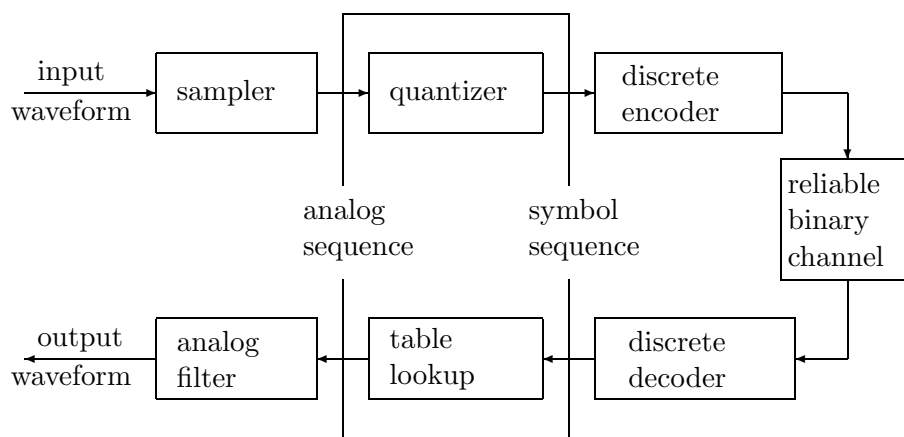 input
waveform
sampler
quantizer
discrete
encoder
reliable
binary
channel
analog
sequence
symbol
sequence
output
waveform
analog
filter
table
lookup
discrete
decoder